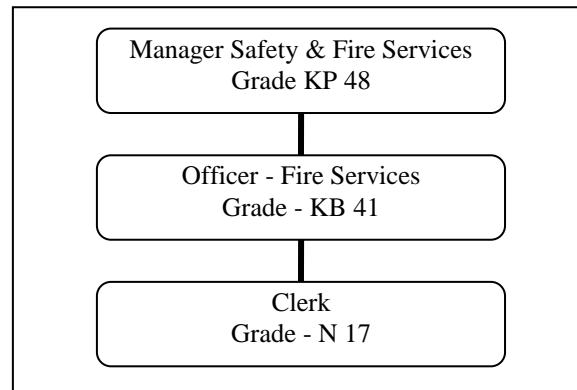 Manager Safety & Fire Services
Grade KP 48
Officer - Fire Services
Grade - KB 41
Clerk
Grade - N 17